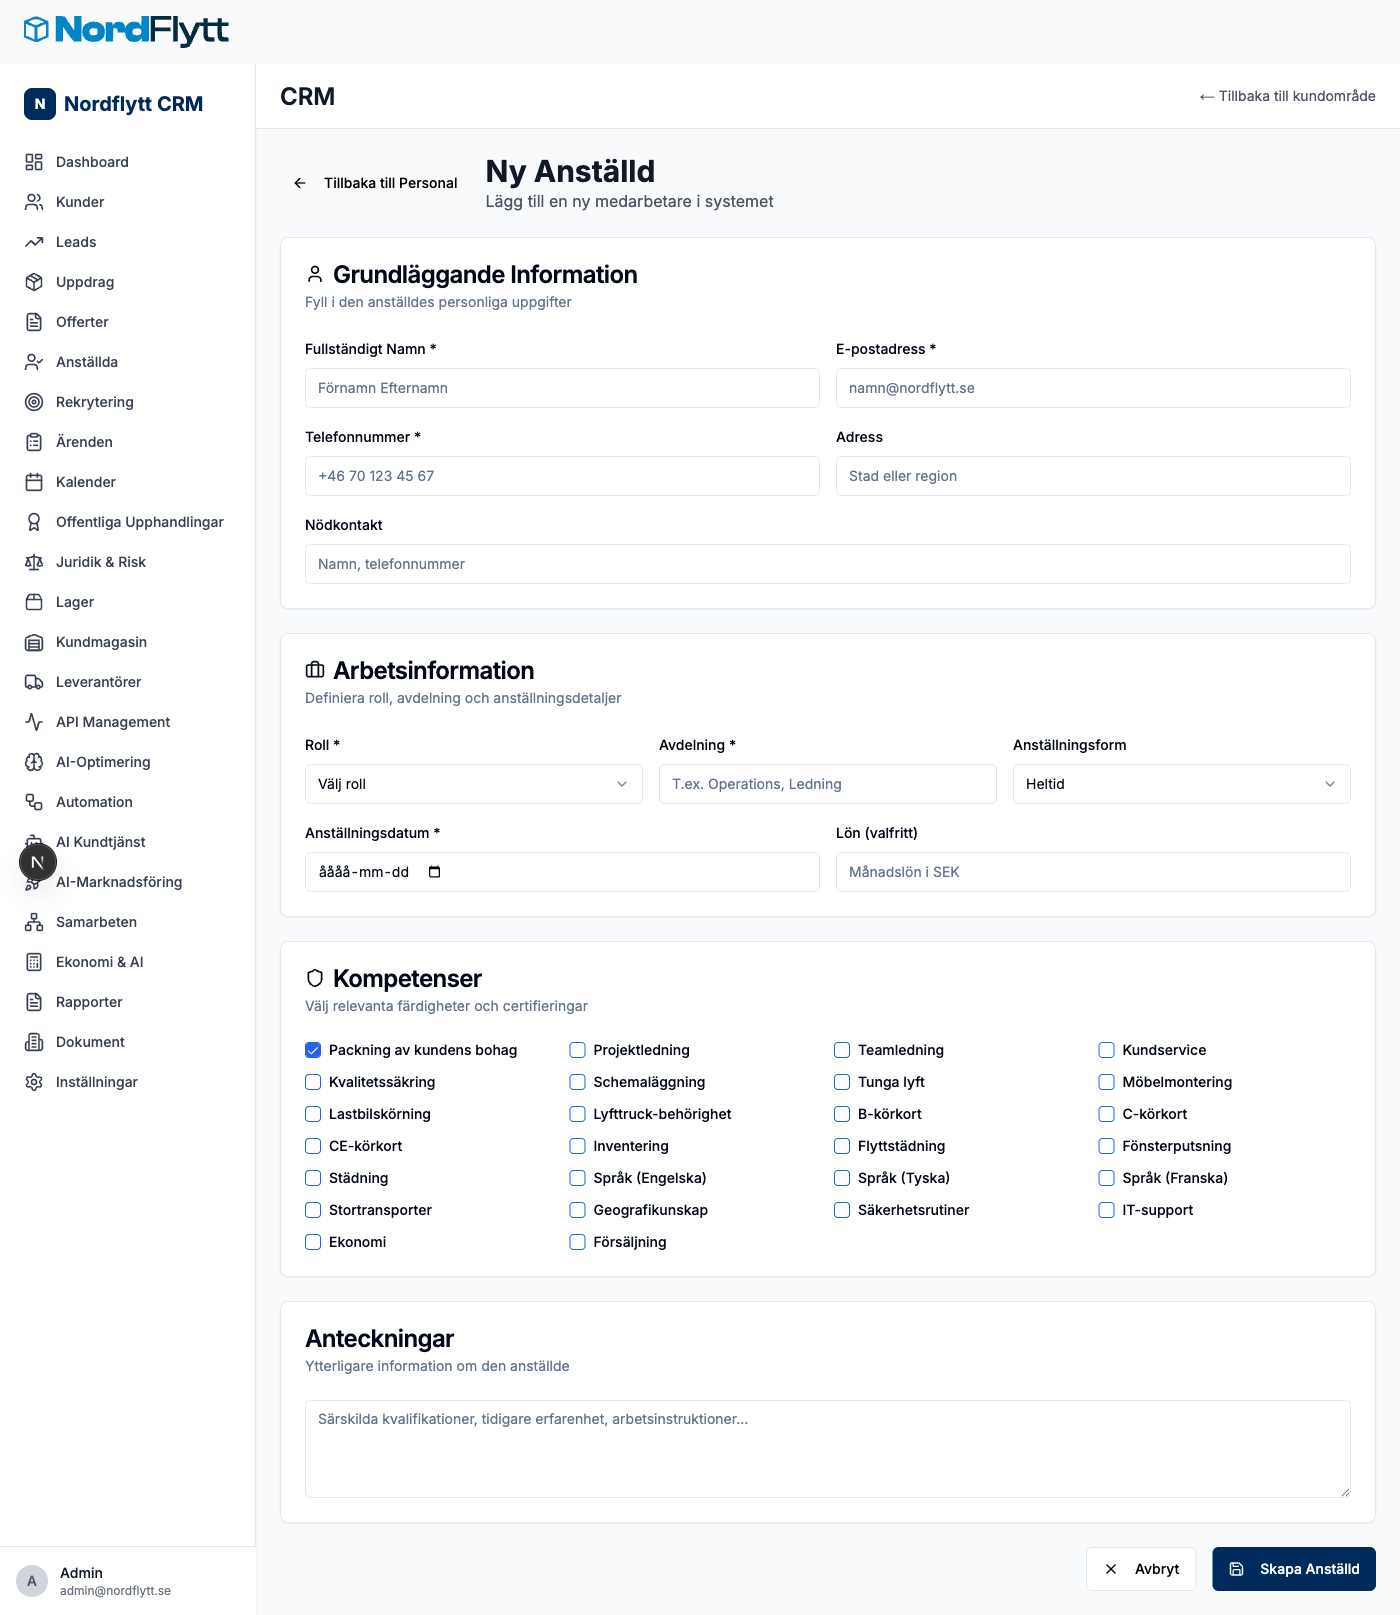 NordFlytt
N Nordflytt CRM
Dashboard
Kunder
Leads
Uppdrag
Offerter
Anställda
Rekrytering
Ärenden
Kalender
Offentliga Upphandlingar
Juridik & Risk
Lager
Kundmagasin
Leverantörer
API Management
AI-Optimering
Automation
AI Kundtjänst
N
AI-Marknadsföring
Samarbeten
Ekonomi & AI
Rapporter
Dokument
Inställningar
A
Admin
admin@nordflytt.se
CRM
← Tillbaka till kundområde
← Tillbaka till Personal
Ny Anställd
Lägg till en ny medarbetare i systemet
Grundläggande Information
Fyll i den anställdes personliga uppgifter
Fullständigt Namn * E-postadress *
Förnamn Efternamn namn@nordflytt.se
Telefonnummer * Adress
+46 70 123 45 67 Stad eller region
Nödkontakt
Namn, telefonnummer
Arbetsinformation
Definiera roll, avdelning och anställningsdetaljer
Roll * Avdelning * Anställningsform
Välj roll T.ex. Operations, Ledning Heltid
Anställningsdatum * Lön (valfritt)
åååå-mm-dd Månadslön i SEK
Kompetenser
Välj relevanta färdigheter och certifieringar
Packning av kundens bohag Projektledning Teamledning Kundservice
Kvalitetssäkring Schemaläggning Tunga lyft Möbelmontering
Lastbilskörning Lyfttruck-behörighet B-körkort C-körkort
CE-körkort Inventering Flyttstädning Fönsterputsning
Städning Språk (Engelska) Språk (Tyska) Språk (Franska)
Stortransporter Geografikunskap Säkerhetsrutiner IT-support
Ekonomi Försäljning
Anteckningar
Ytterligare information om den anställde
Särskilda kvalifikationer, tidigare erfarenhet, arbetsinstruktioner...
Avbryt Skapa Anställd